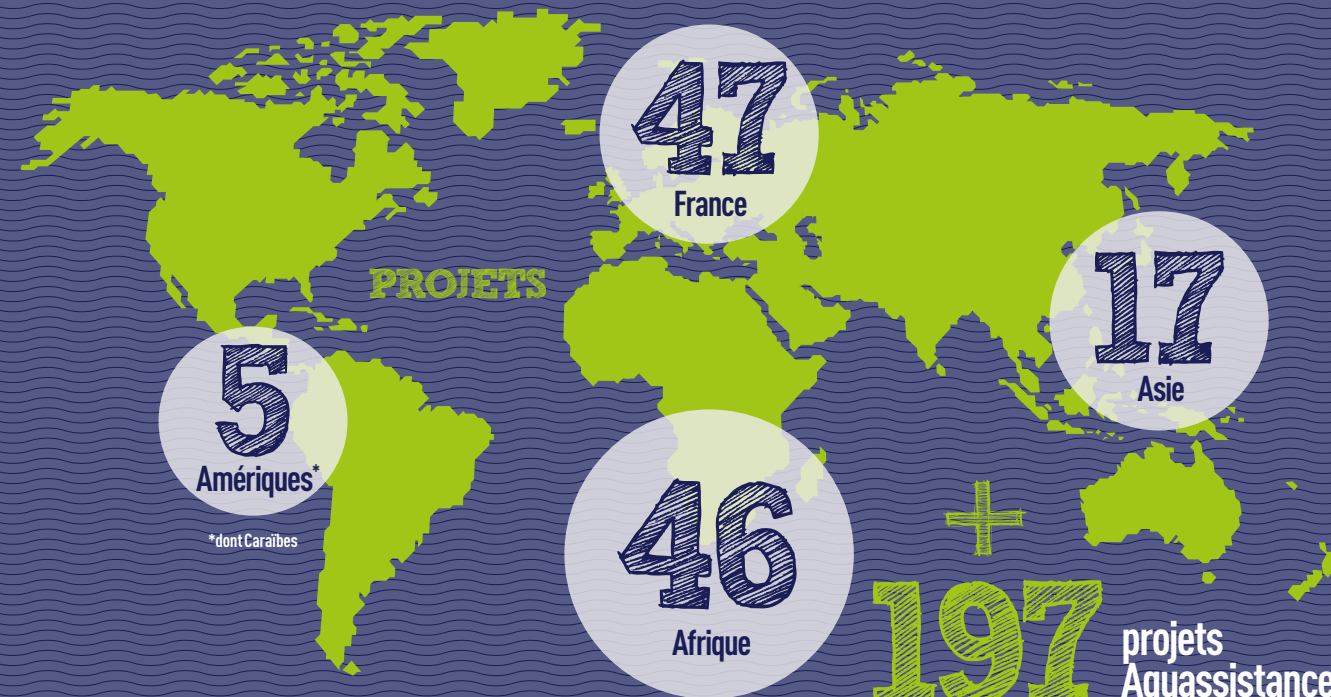 47
France
PROJETS
17
Asie
5
Amériques*
*dont Caraïbes
46
Afrique
+
197
projets
Aquassistance